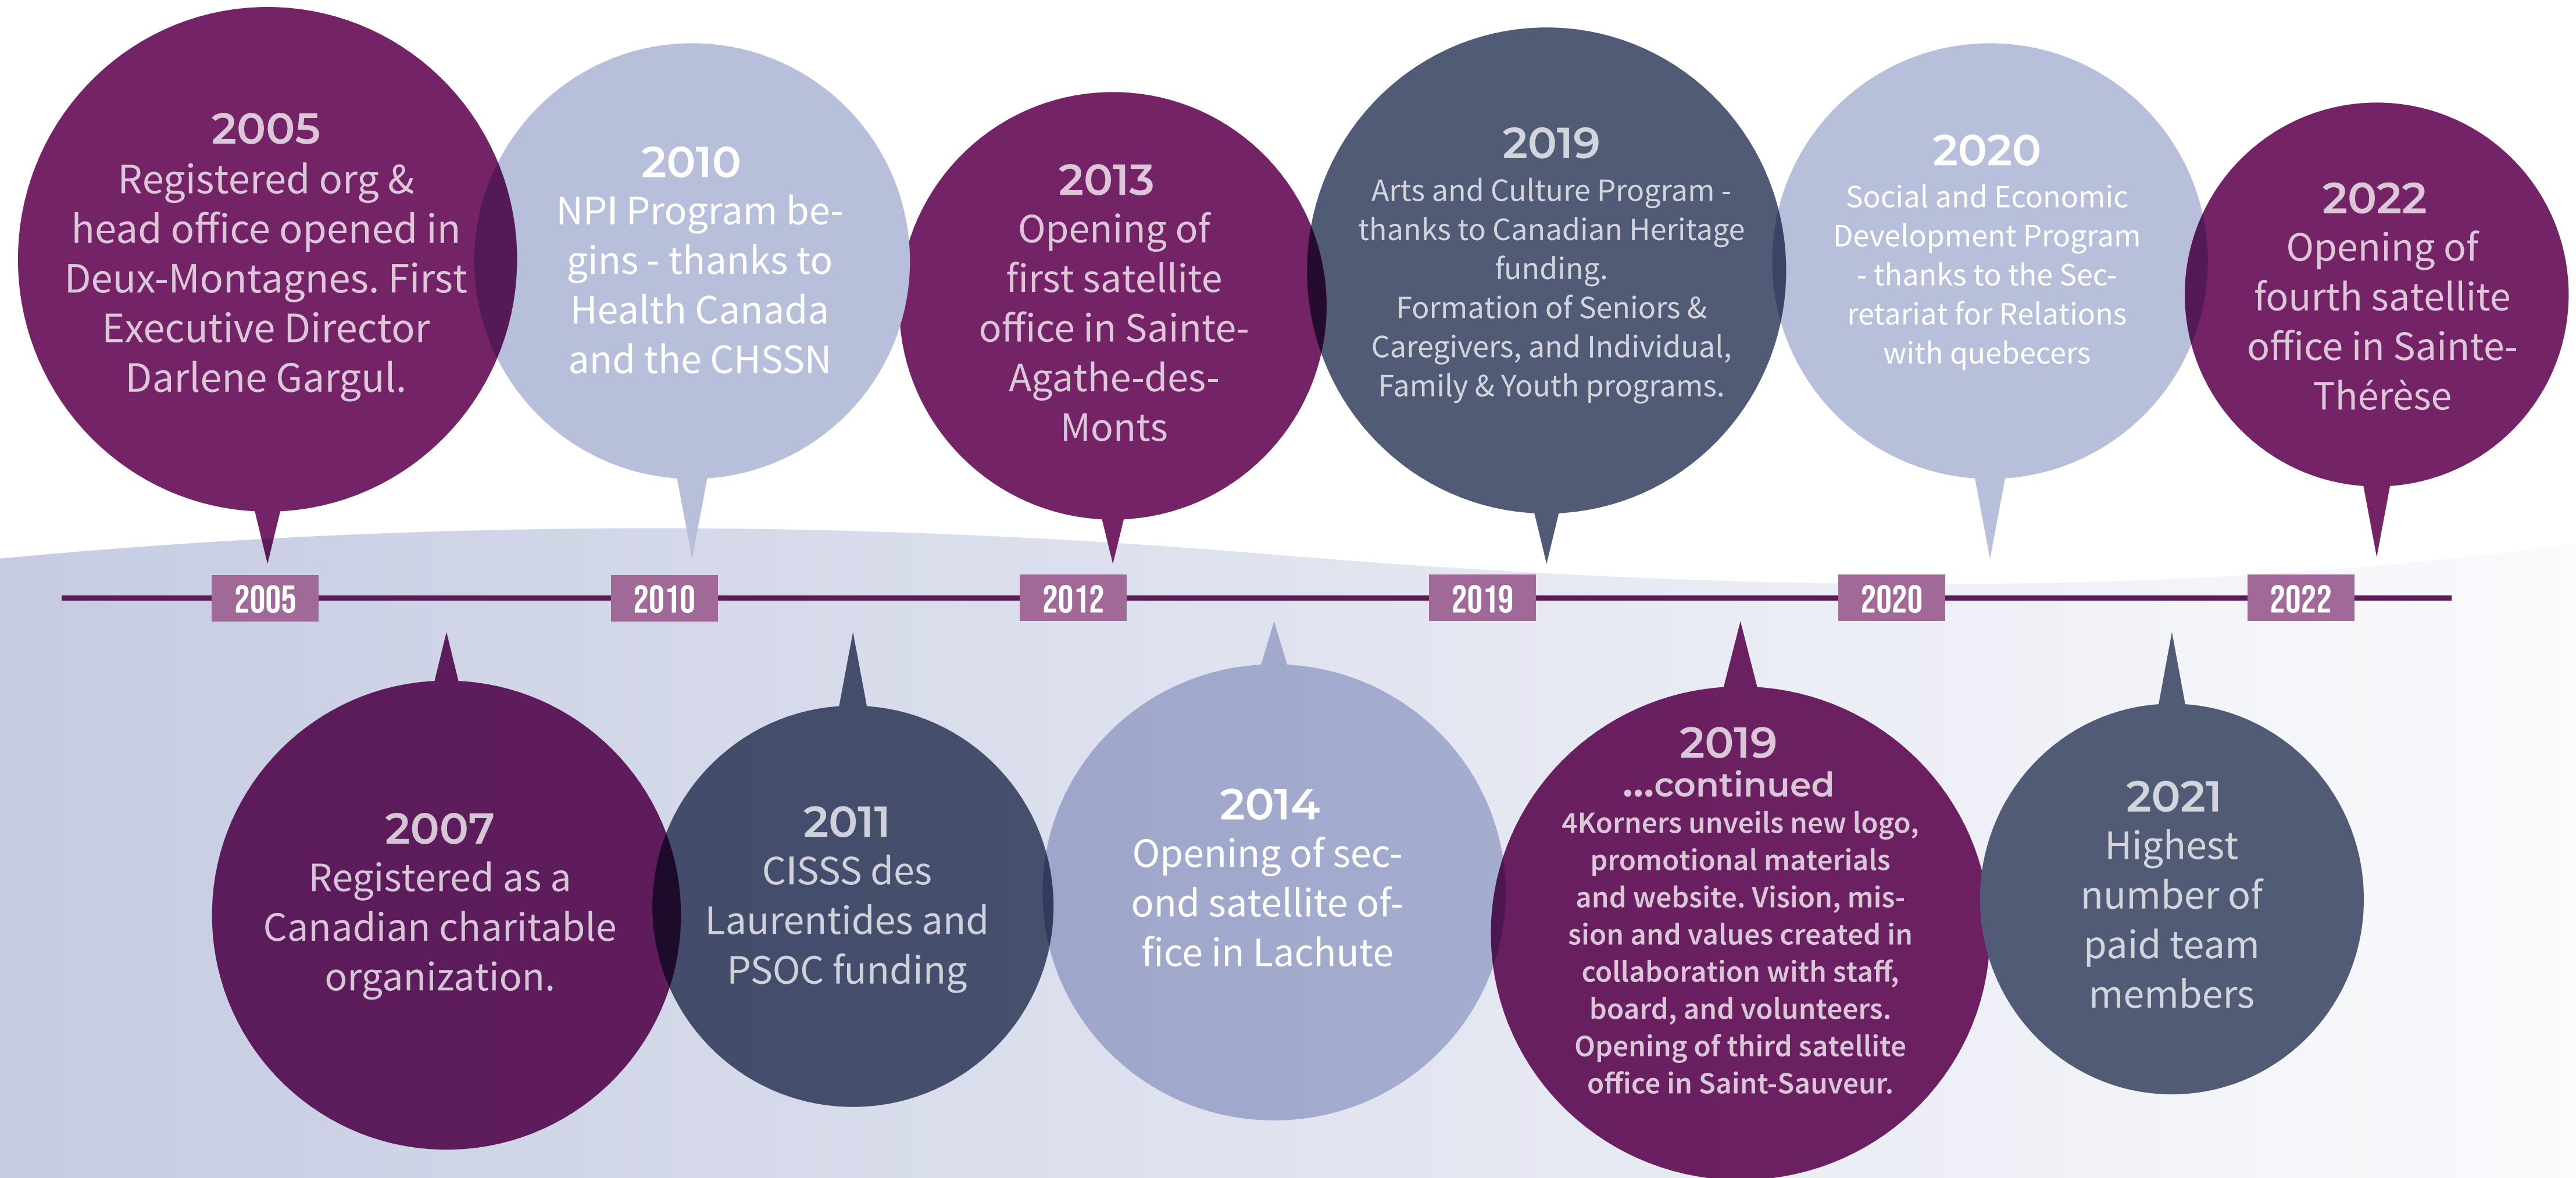 2005
Registered org &
head office opened in
Deux-Montagnes. First
Executive Director
Darlene Gargul.
2010
NPI Program be-
gins - thanks to
Health Canada
and the CHSSN
2013
Opening of
first satellite
office in Sainte-
Agathe-des-
Monts
2019
Arts and Culture Program -
thanks to Canadian Heritage
funding.
Formation of Seniors &
Caregivers, and Individual,
Family & Youth programs.
2020
Social and Economic
Development Program
- thanks to the Sec-
retariat for Relations
with quebecers
2022
Opening of
fourth satellite
office in Sainte-
Thérèse
2005
2010
2012
2019
2020
2022
2007
Registered as a
Canadian charitable
organization.
2011
CISSS des
Laurentides and
PSOC funding
2014
Opening of sec-
ond satellite of-
fice in Lachute
2019
...continued
4Korners unveils new logo,
promotional materials
and website. Vision, mis-
sion and values created in
collaboration with staff,
board, and volunteers.
Opening of third satellite
office in Saint-Sauveur.
2021
Highest
number of
paid team
members